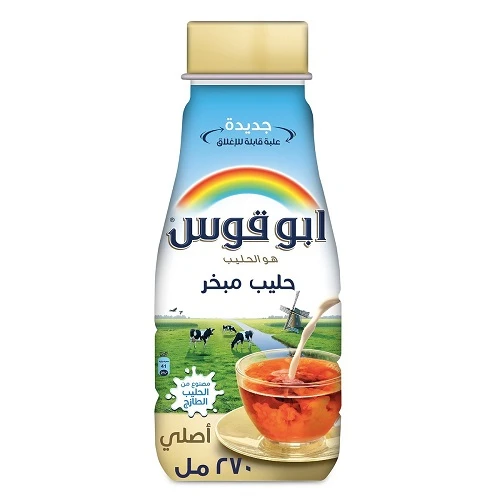 جديدة
علبة قابلة للإغلاق
ابو قوس®
هو الحليب
حليب مبخر
مصنوع من
الحليب
الطازج
أصلي
٢٧٠ مل